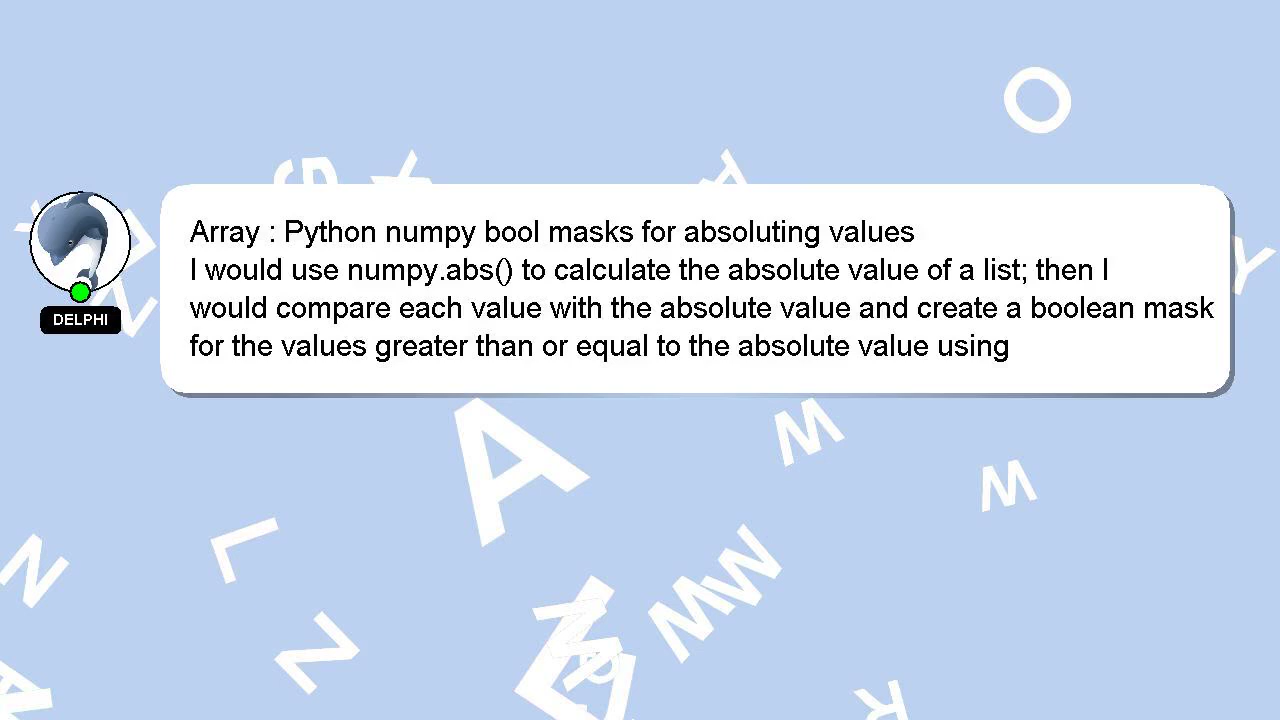 Array : Python numpy bool masks for absoluting values
I would use numpy.abs() to calculate the absolute value of a list; then I
would compare each value with the absolute value and create a boolean mask
for the values greater than or equal to the absolute value using
DELPHI
O
Y
A
W
W
L
N
Z
W
M
R